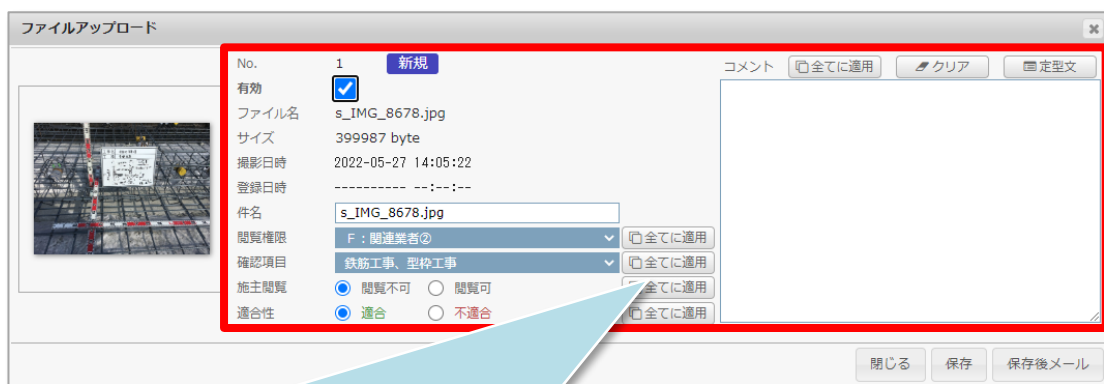 ファイルアップロード
No. 1 新規
有効
ファイル名 s_IMG_8678.jpg
サイズ 399987 byte
撮影日時 2022-05-27 14:05:22
登録日時 ---------- --:--:--
件名 s_IMG_8678.jpg
閲覧権限 F：関連業者② 全てに適用
確認項目 鉄筋工事、型枠工事 全てに適用
施主閲覧 閲覧不可 閲覧可 全てに適用
適合性 適合 不適合 全てに適用
コメント 全てに適用 クリア 定型文
閉じる 保存 保存後メール